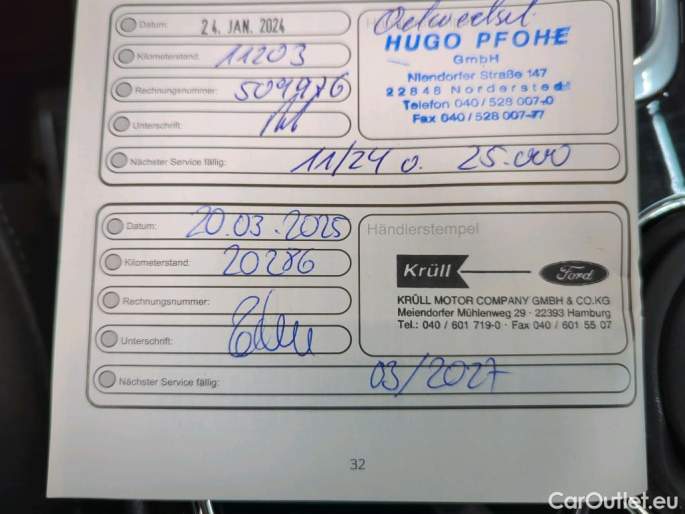 Datum: 24. JAN. 2024
Kilometerstand: 11203
Rechnungsnummer: 509976
Unterschrift:
Nächster Service fällig: 11/24 o. 25.000
Oelwechsel
HUGO PFOHE
GmbH
Niendorfer Straße 147
22848 Norderstedt
Telefon 040/528 007-0
Fax 040/528 007-77
Datum: 20.03.2025
Kilometerstand: 20286
Rechnungsnummer:
Unterschrift:
Nächster Service fällig: 03/2027
Händlerstempel
Krüll Ford
KRÜLL MOTOR COMPANY GMBH & CO.KG
Meiendorfer Mühlenweg 29 · 22393 Hamburg
Tel.: 040 / 601 719-0 · Fax 040 / 601 55 07
32
CarOutlet.eu